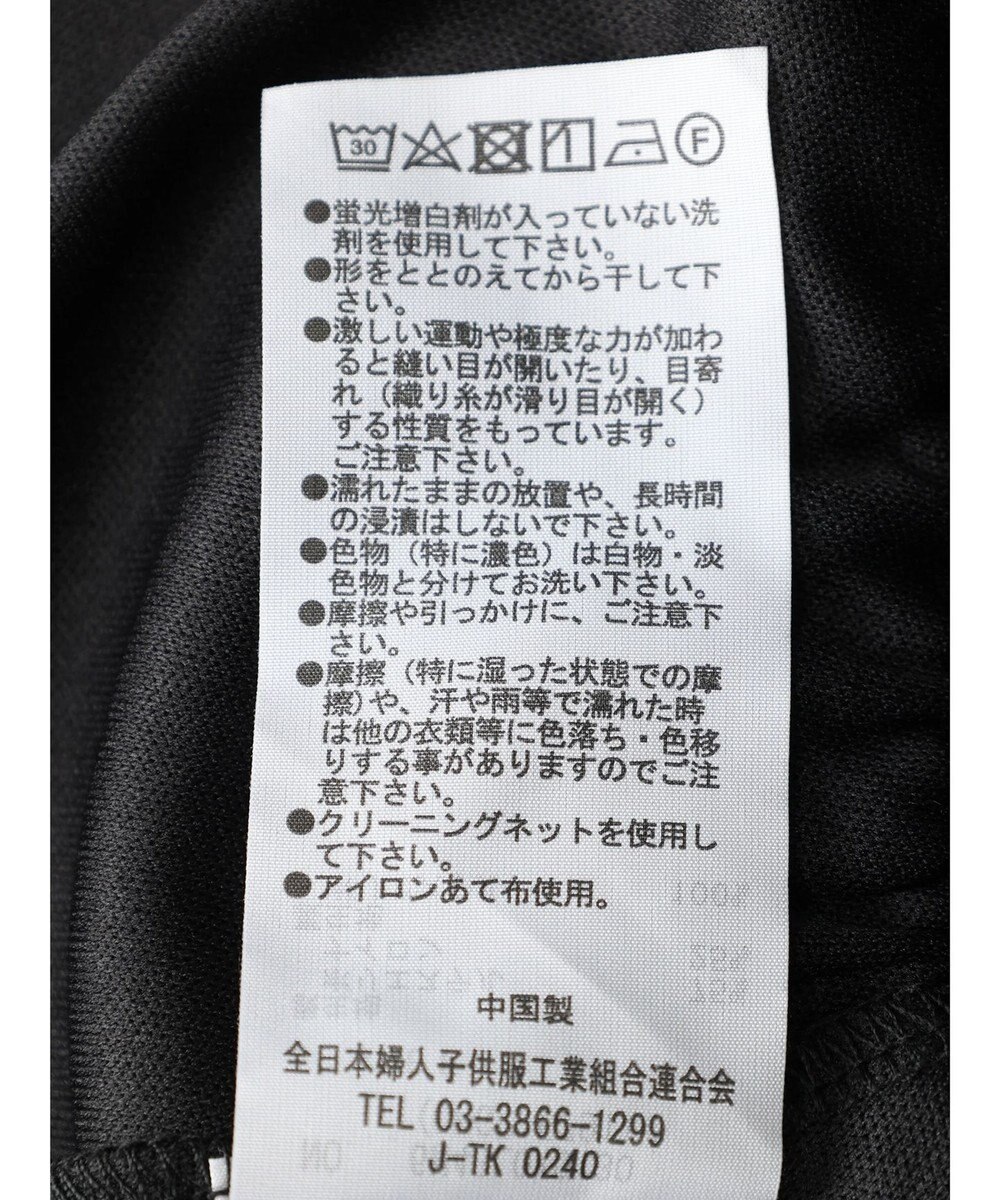 30 F
●蛍光増白剤が入っていない洗
剤を使用して下さい。
●形をととのえてから干して下
さい。
●激しい運動や極度な力が加わ
ると縫い目が開いたり、目寄
れ（織り糸が滑り目が開く）
する性質をもっています。
ご注意下さい。
●濡れたままの放置や、長時間
の浸漬はしないで下さい。
●色物（特に濃色）は白物・淡
色物と分けてお洗い下さい。
●摩擦や引っかけに、ご注意下
さい。
●摩擦（特に湿った状態での摩
擦)や、汗や雨等で濡れた時
は他の衣類等に色落ち・色移
りする事がありますのでご注
意下さい。
●クリーニングネットを使用し
て下さい。
●アイロンあて布使用。
中国製
全日本婦人子供服工業組合連合会
TEL 03-3866-1299
J-TK 0240